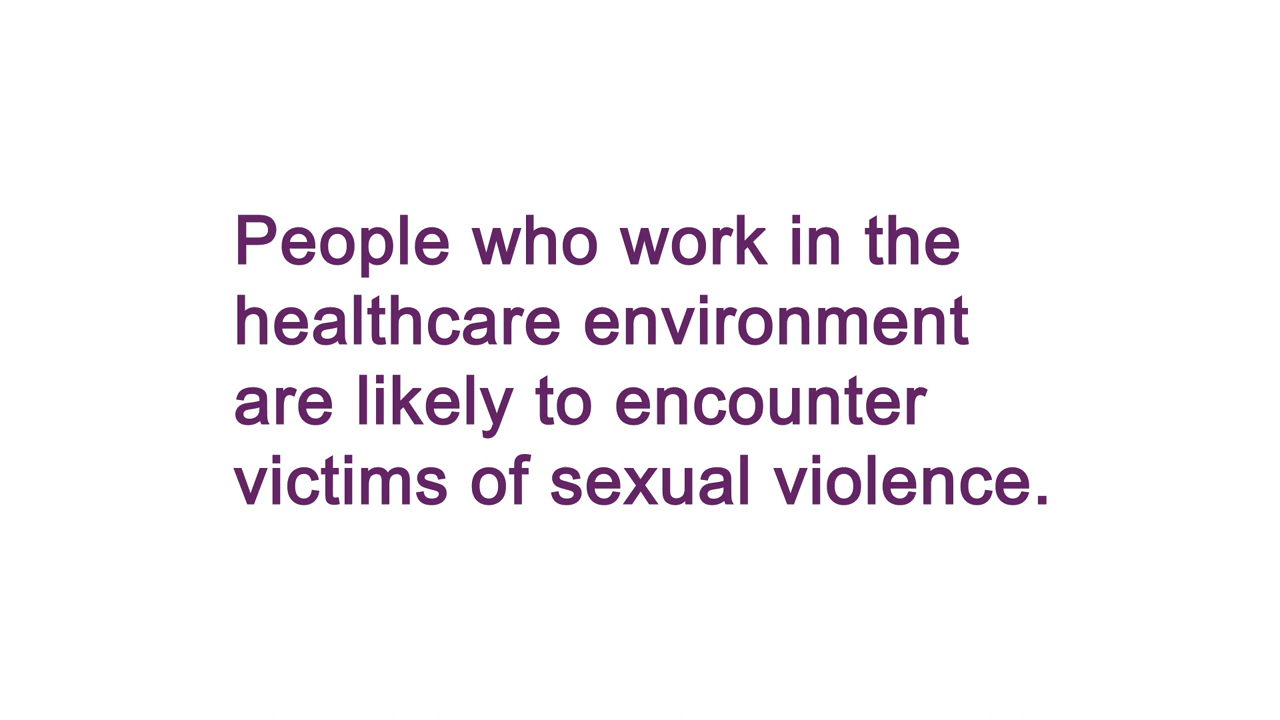 People who work in the
healthcare environment
are likely to encounter
victims of sexual violence.